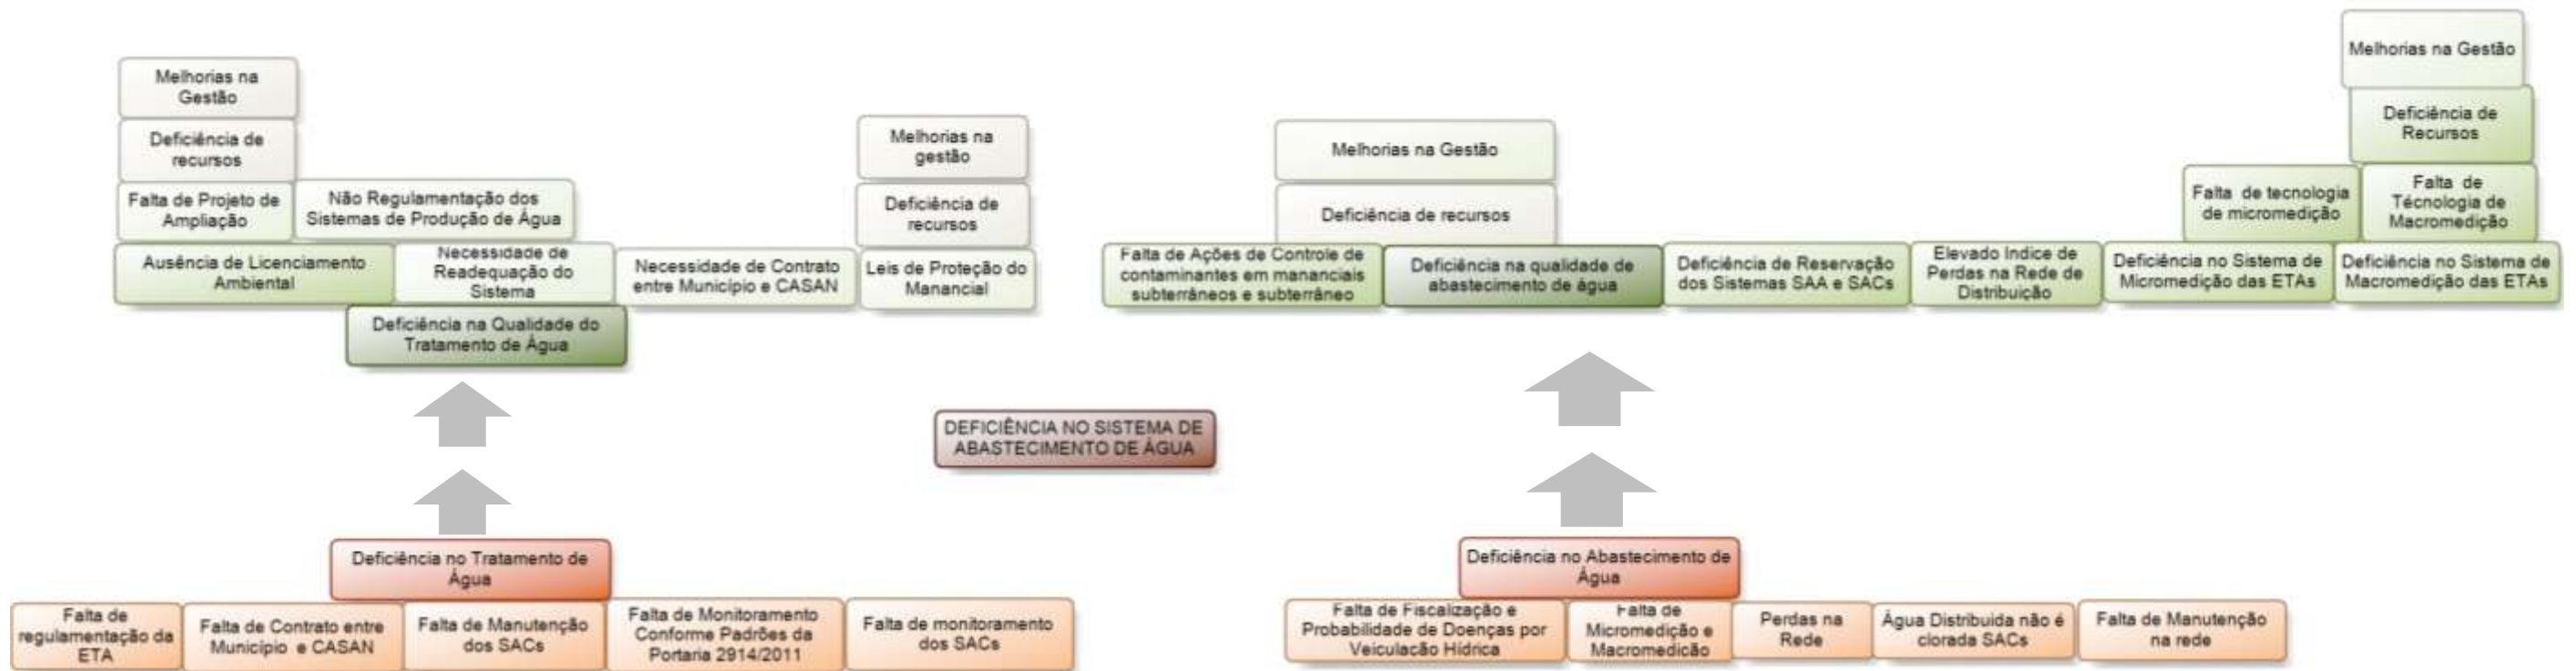 Melhorias na
Gestão
Deficiência de
recursos
Falta de Projeto de
Ampliação
Não Regulamentação dos
Sistemas de Produção de Água
Ausência de Licenciamento
Ambiental
Necessidade de
Readequação do
Sistema
Necessidade de Contrato
entre Município e CASAN
Melhorias na
gestão
Deficiência de
recursos
Leis de Proteção do
Manancial
Deficiência na Qualidade do
Tratamento de Água
Melhorias na Gestão
Deficiência de recursos
Falta de Ações de Controle de
contaminantes em mananciais
subterrâneos e subterrâneo
Deficiência na qualidade de
abastecimento de água
Deficiência de Reservação
dos Sistemas SAA e SACs
Elevado Indice de
Perdas na Rede de
Distribuição
Melhorias na Gestão
Deficiência de
Recursos
Falta de tecnologia
de micromedição
Falta de
Técnologia de
Macromedição
Deficiência no Sistema de
Micromedição das ETAs
Deficiência no Sistema de
Macromedição das ETAs
DEFICIÊNCIA NO SISTEMA DE
ABASTECIMENTO DE ÁGUA
Deficiência no Tratamento de
Água
Falta de
regulamentação da
ETA
Falta de Contrato entre
Município e CASAN
Falta de Manutenção
dos SACs
Falta de Monitoramento
Conforme Padrões da
Portaria 2914/2011
Falta de monitoramento
dos SACs
Deficiência no Abastecimento de
Água
Falta de Fiscalização e
Probabilidade de Doenças por
Veiculacão Hídrica
Falta de
Micromedição e
Macromedição
Perdas na
Rede
Água Distribuida não é
clorada SACs
Falta de Manutenção
na rede